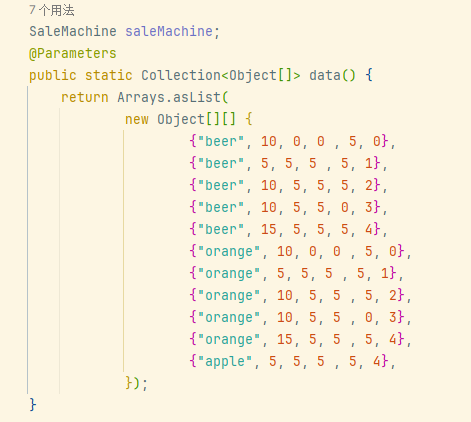 7 个用法
SaleMachine saleMachine;
@Parameters
public static Collection<Object[]> data() {
    return Arrays.asList(
            new Object[][] {
                    {"beer", 10, 0, 0 , 5, 0},
                    {"beer", 5, 5, 5 , 5, 1},
                    {"beer", 10, 5, 5, 5, 2},
                    {"beer", 10, 5, 5, 0, 3},
                    {"beer", 15, 5, 5, 5, 4},
                    {"orange", 10, 0, 0 , 5, 0},
                    {"orange", 5, 5, 5 , 5, 1},
                    {"orange", 10, 5, 5 , 5, 2},
                    {"orange", 10, 5, 5 , 0, 3},
                    {"orange", 15, 5, 5 , 5, 4},
                    {"apple", 5, 5, 5 , 5, 4},
            });
}